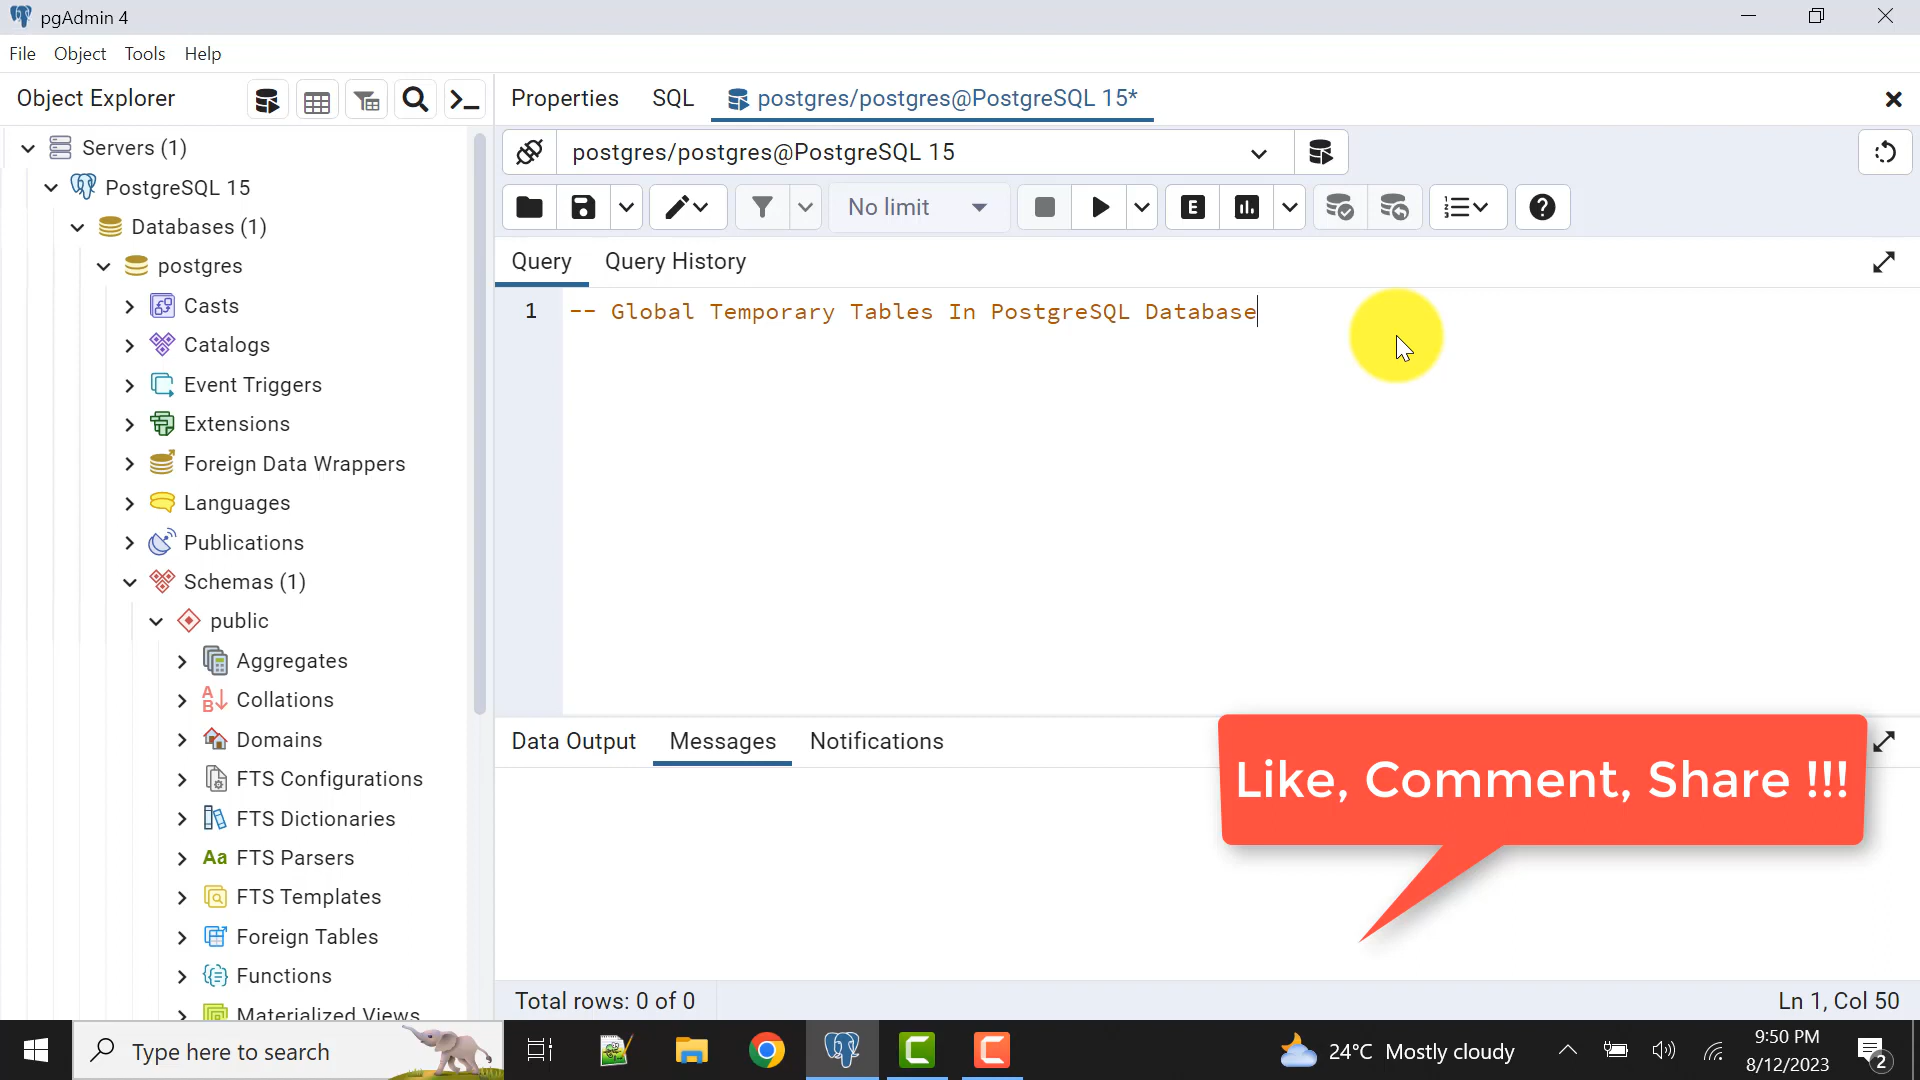 pgAdmin 4
File Object Tools Help
Object Explorer
Properties SQL postgres/postgres@PostgreSQL 15*
Servers (1)
PostgreSQL 15
Databases (1)
postgres
Casts
Catalogs
Event Triggers
Extensions
Foreign Data Wrappers
Languages
Publications
Schemas (1)
public
Aggregates
Collations
Domains
FTS Configurations
FTS Dictionaries
Aa FTS Parsers
FTS Templates
Foreign Tables
Functions
Materialized Views
postgres/postgres@PostgreSQL 15
No limit
E
Query Query History
1 -- Global Temporary Tables In PostgreSQL Database
Data Output Messages Notifications
Like, Comment, Share !!!
Total rows: 0 of 0
Ln 1, Col 50
Type here to search
24°C Mostly cloudy
9:50 PM
8/12/2023
2